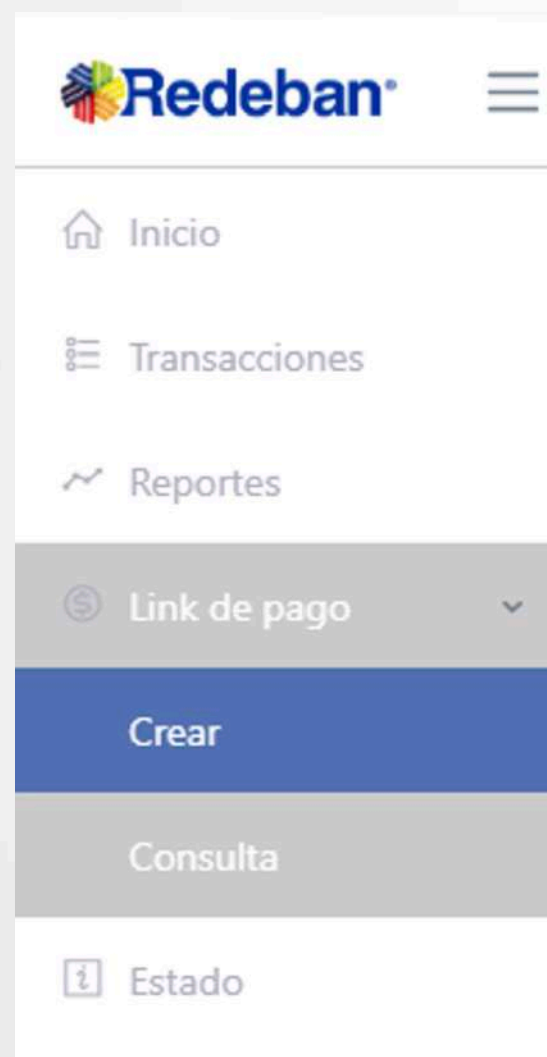 Redeban
Inicio
Transacciones
Reportes
Link de pago
Crear
Consulta
Estado